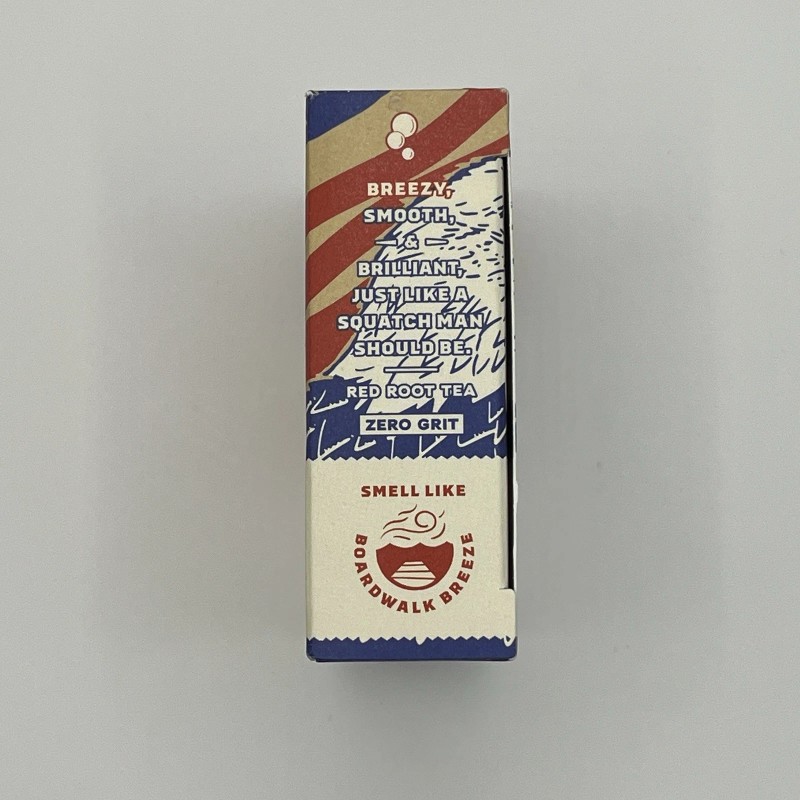 BREEZY,
SMOOTH,
&
BRILLIANT,
JUST LIKE A
SQUATCH MAN
SHOULD BE.
RED ROOT TEA
ZERO GRIT
SMELL LIKE
BOARDWALK BREEZE